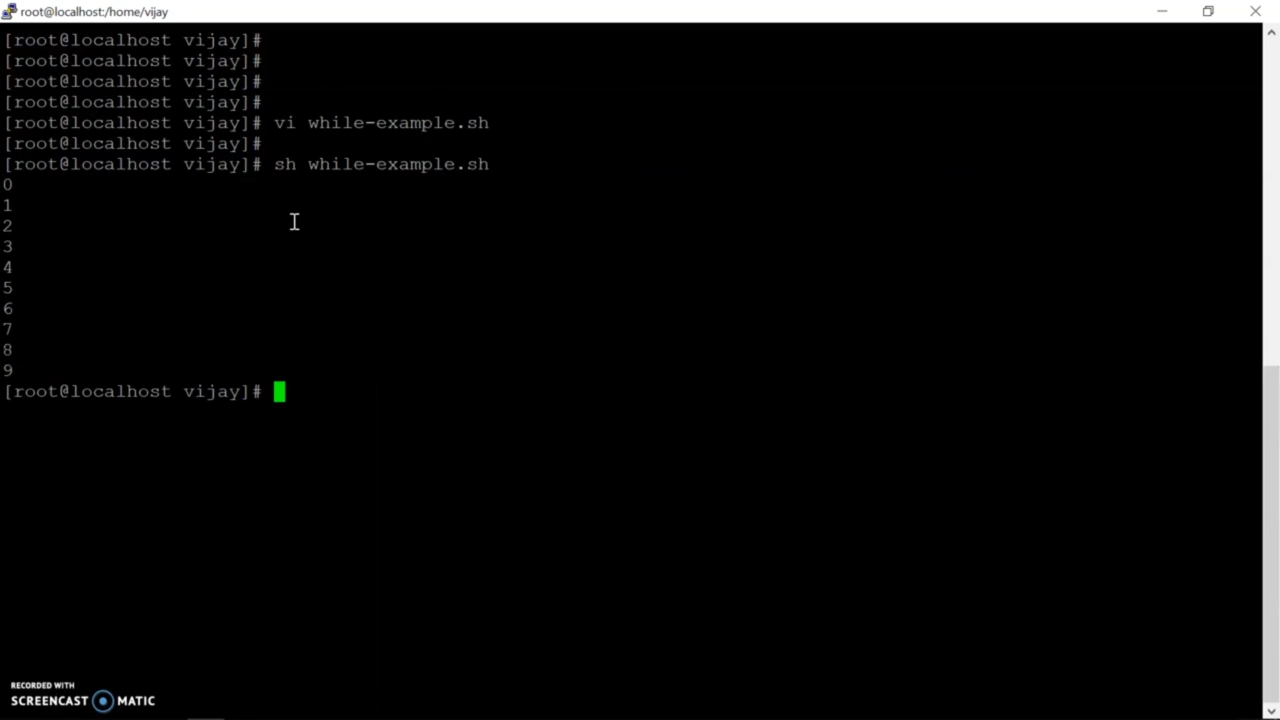 root@localhost:/home/vijay
[root@localhost vijay]#
[root@localhost vijay]#
[root@localhost vijay]#
[root@localhost vijay]#
[root@localhost vijay]# vi while-example.sh
[root@localhost vijay]#
[root@localhost vijay]# sh while-example.sh
0
1
2
3
4
5
6
7
8
9
[root@localhost vijay]#
RECORDED WITH
SCREENCAST MATIC